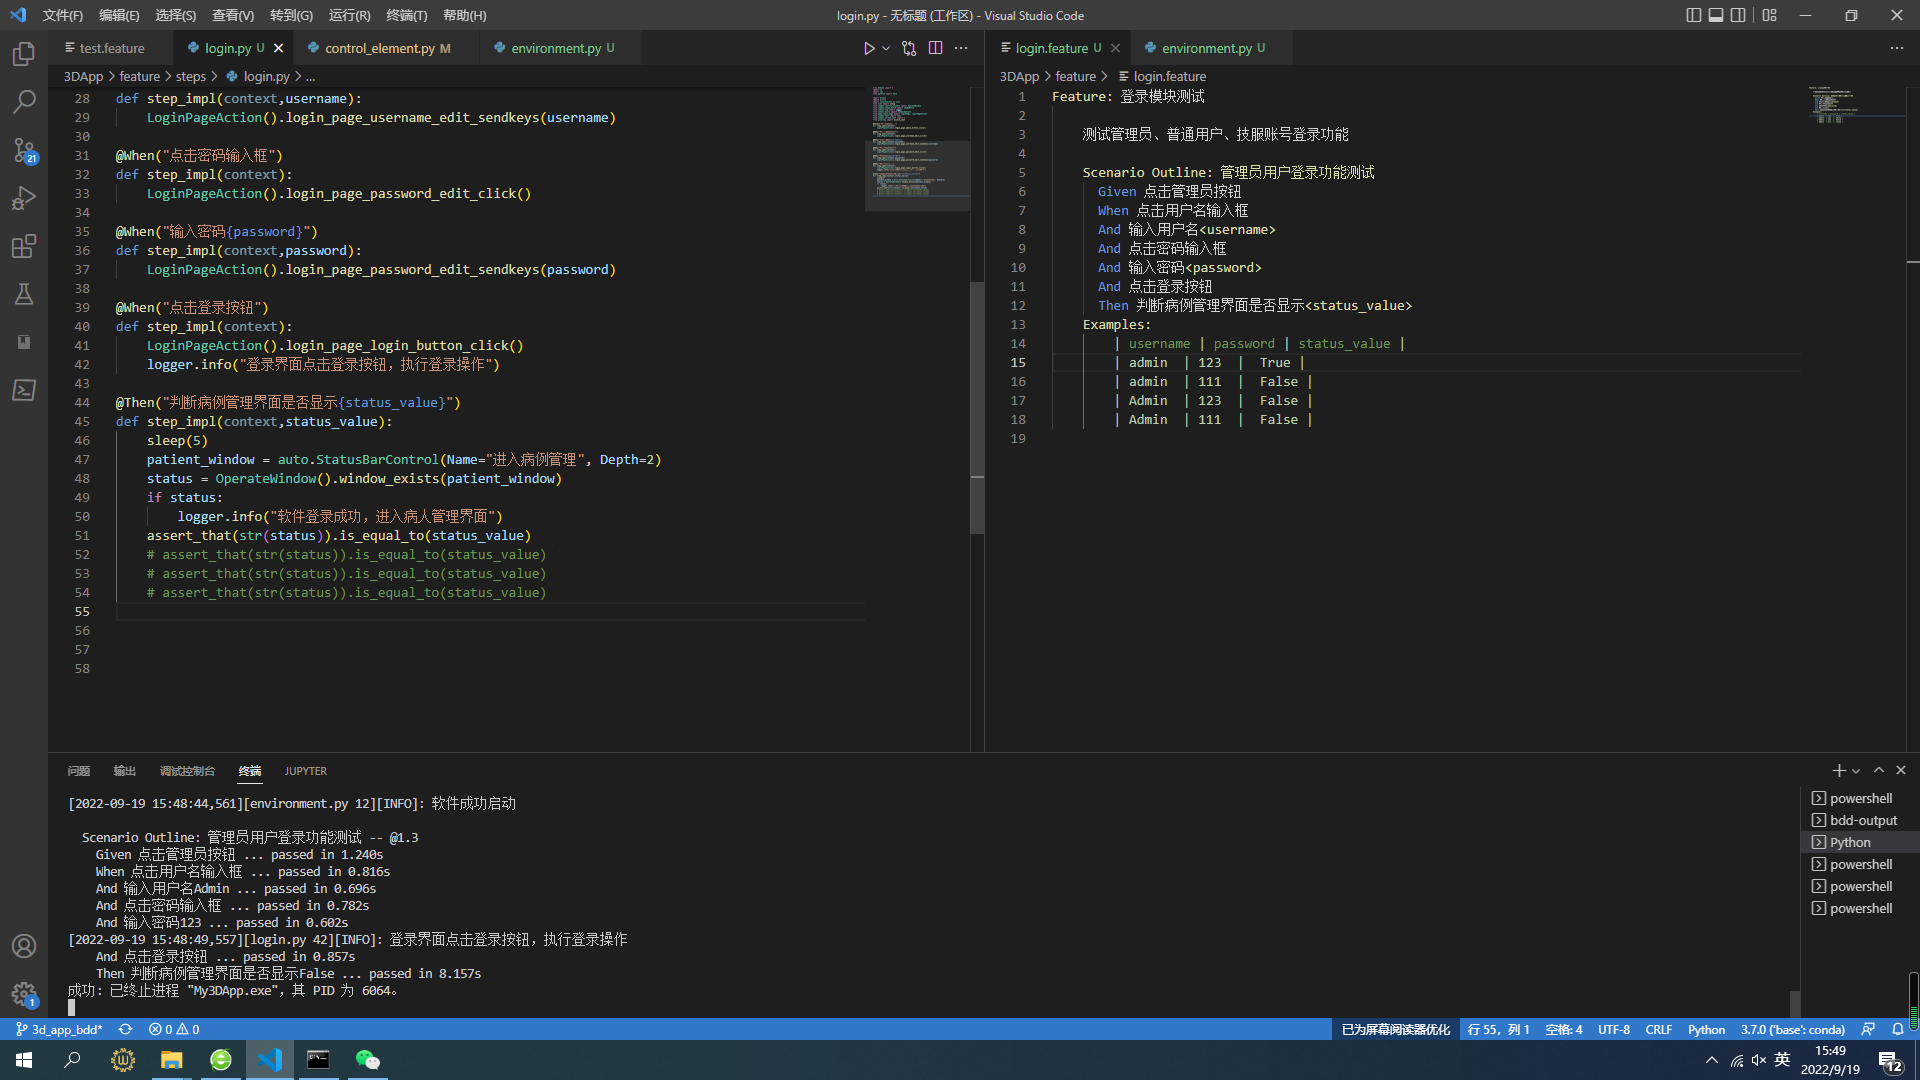 文件(F) 编辑(E) 选择(S) 查看(V) 转到(G) 运行(R) 终端(T) 帮助(H)
login.py - 无标题 (工作区) - Visual Studio Code
test.feature login.py U control_element.py M environment.py U
3DApp > feature > steps > login.py > ...
28 def step_impl(context,username):
29 LoginPageAction().login_page_username_edit_sendkeys(username)
30
31 @When("点击密码输入框")
32 def step_impl(context):
33 LoginPageAction().login_page_password_edit_click()
34
35 @When("输入密码{password}")
36 def step_impl(context,password):
37 LoginPageAction().login_page_password_edit_sendkeys(password)
38
39 @When("点击登录按钮")
40 def step_impl(context):
41 LoginPageAction().login_page_login_button_click()
42 logger.info("登录界面点击登录按钮，执行登录操作")
43
44 @Then("判断病例管理界面是否显示{status_value}")
45 def step_impl(context,status_value):
46 sleep(5)
47 patient_window = auto.StatusBarControl(Name="进入病例管理", Depth=2)
48 status = OperateWindow().window_exists(patient_window)
49 if status:
50 logger.info("软件登录成功，进入病人管理界面")
51 assert_that(str(status)).is_equal_to(status_value)
52 # assert_that(str(status)).is_equal_to(status_value)
53 # assert_that(str(status)).is_equal_to(status_value)
54 # assert_that(str(status)).is_equal_to(status_value)
55
56
57
58
login.feature U environment.py U
3DApp > feature > login.feature
1 Feature: 登录模块测试
2
3 测试管理员、普通用户、技服账号登录功能
4
5 Scenario Outline: 管理员用户登录功能测试
6 Given 点击管理员按钮
7 When 点击用户名输入框
8 And 输入用户名<username>
9 And 点击密码输入框
10 And 输入密码<password>
11 And 点击登录按钮
12 Then 判断病例管理界面是否显示<status_value>
13 Examples:
14 | username | password | status_value |
15 | admin | 123 | True |
16 | admin | 111 | False |
17 | Admin | 123 | False |
18 | Admin | 111 | False |
19
21
1
问题 输出 调试控制台 终端 JUPYTER
[2022-09-19 15:48:44,561][environment.py 12][INFO]: 软件成功启动
Scenario Outline: 管理员用户登录功能测试 -- @1.3
Given 点击管理员按钮 ... passed in 1.240s
When 点击用户名输入框 ... passed in 0.816s
And 输入用户名Admin ... passed in 0.696s
And 点击密码输入框 ... passed in 0.782s
And 输入密码123 ... passed in 0.602s
[2022-09-19 15:48:49,557][login.py 42][INFO]: 登录界面点击登录按钮，执行登录操作
And 点击登录按钮 ... passed in 0.857s
Then 判断病例管理界面是否显示False ... passed in 8.157s
成功: 已终止进程 "My3DApp.exe"，其 PID 为 6064。
powershell
bdd-output
Python
powershell
powershell
powershell
3d_app_bdd* 0 0
已为屏幕阅读器优化 行 55，列 1 空格: 4 UTF-8 CRLF Python 3.7.0 ('base': conda)
英
15:49
2022/9/19
12